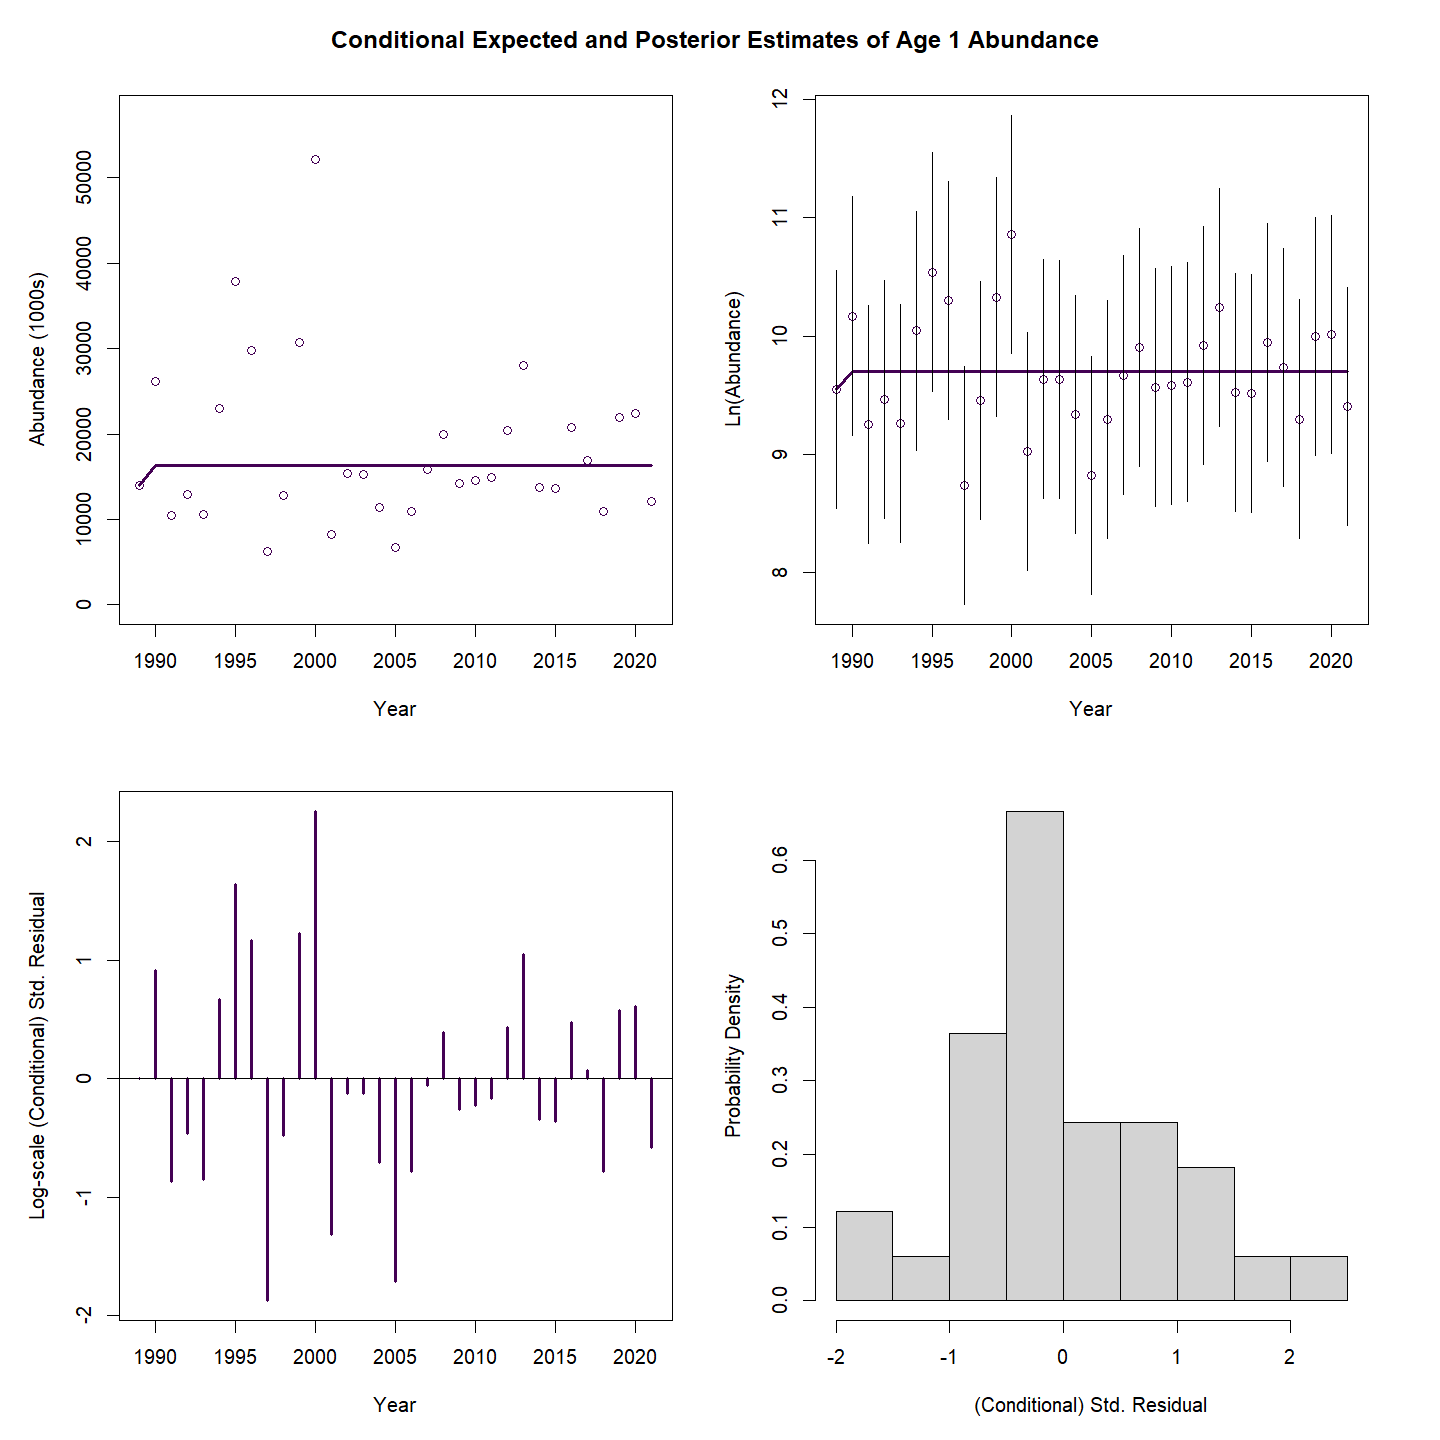 Conditional Expected and Posterior Estimates of Age 1 Abundance
Abundance (1000s)
50000
40000
30000
20000
10000
0
1990 1995 2000 2005 2010 2015 2020
Year
Ln(Abundance)
12
11
10
9
8
1990 1995 2000 2005 2010 2015 2020
Year
Log-scale (Conditional) Std. Residual
2
1
0
-1
-2
1990 1995 2000 2005 2010 2015 2020
Year
Probability Density
0.6
0.5
0.4
0.3
0.2
0.1
0.0
-2 -1 0 1 2
(Conditional) Std. Residual